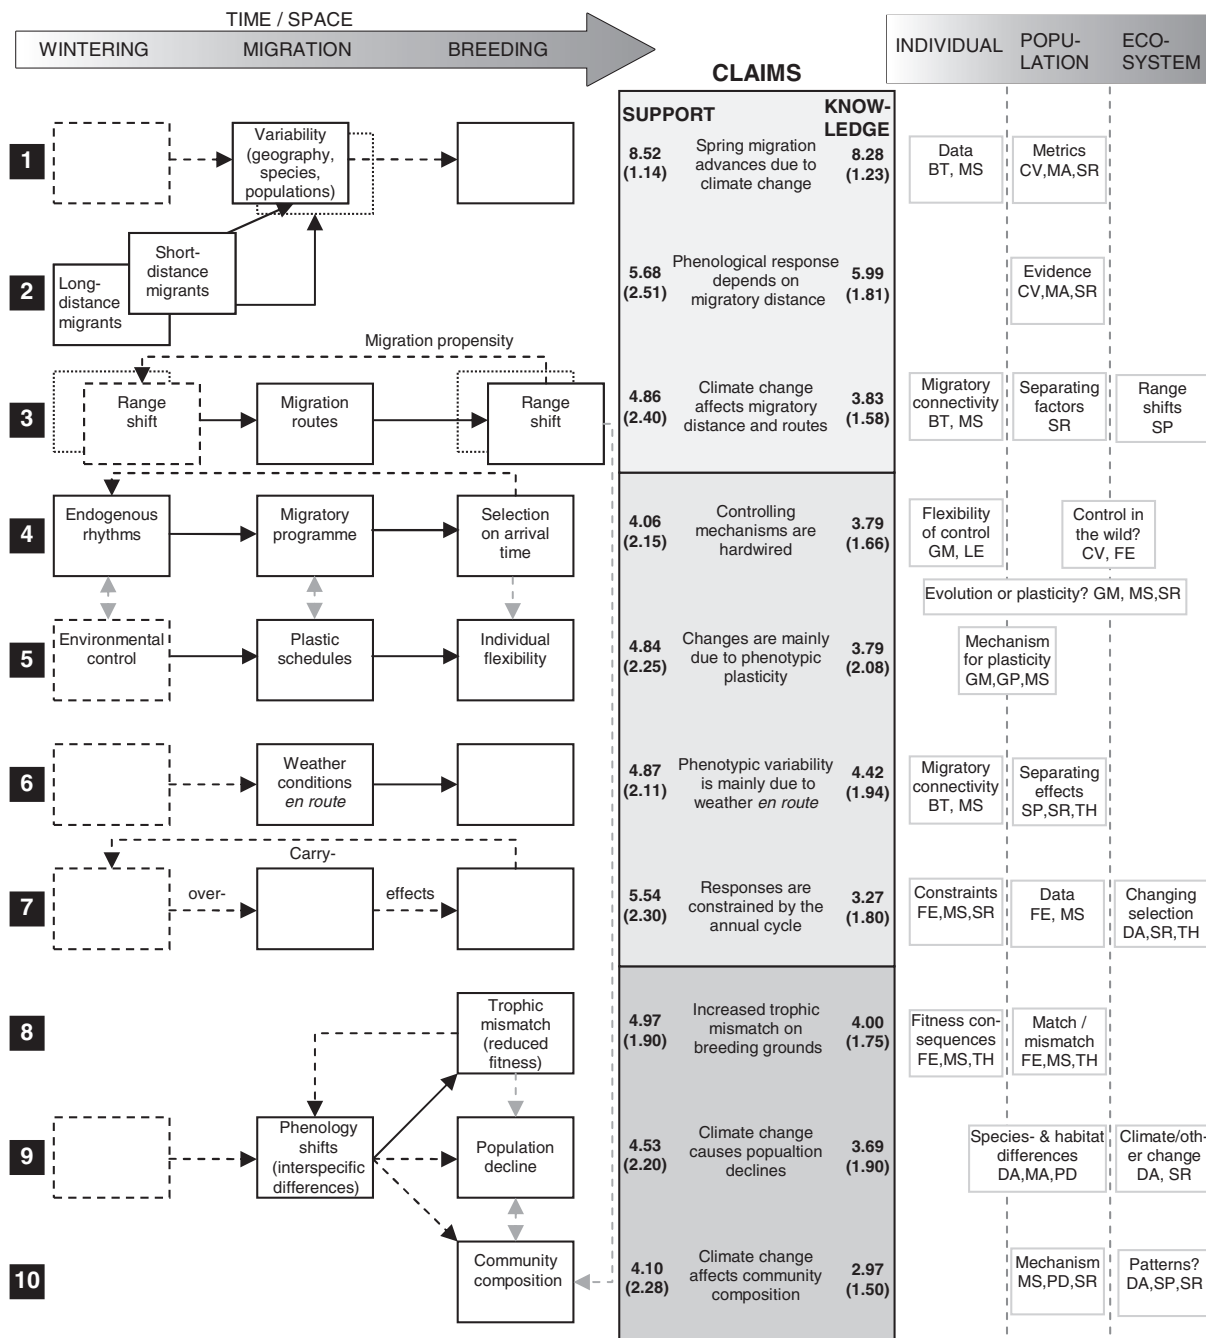 TIME / SPACE
WINTERING MIGRATION BREEDING
INDIVIDUAL
POPU-
LATION
ECO-
SYSTEM
CLAIMS
SUPPORT
KNOW-
LEDGE
1
Variability
(geography,
species,
populations)
8.52
(1.14)
Spring migration
advances due to
climate change
8.28
(1.23)
Data
BT, MS
Metrics
CV,MA,SR
2
Long-
distance
migrants
Short-
distance
migrants
5.68
(2.51)
Phenological response
depends on
migratory distance
5.99
(1.81)
Evidence
CV,MA,SR
Migration propensity
3
Range
shift
Migration
routes
Range
shift
4.86
(2.40)
Climate change
affects migratory
distance and routes
3.83
(1.58)
Migratory
connectivity
BT, MS
Separating
factors
SR
Range
shifts
SP
4
Endogenous
rhythms
Migratory
programme
Selection
on arrival
time
4.06
(2.15)
Controlling
mechanisms are
hardwired
3.79
(1.66)
Flexibility
of control
GM, LE
Control in
the wild?
CV, FE
Evolution or plasticity? GM, MS,SR
5
Environmental
control
Plastic
schedules
Individual
flexibility
4.84
(2.25)
Changes are mainly
due to phenotypic
plasticity
3.79
(2.08)
Mechanism
for plasticity
GM,GP,MS
6
Weather
conditions
en route
4.87
(2.11)
Phenotypic variability
is mainly due to
weather en route
4.42
(1.94)
Migratory
connectivity
BT, MS
Separating
effects
SP,SR,TH
7
Carry-
over-
effects
5.54
(2.30)
Responses are
constrained by the
annual cycle
3.27
(1.80)
Constraints
FE,MS,SR
Data
FE, MS
Changing
selection
DA,SR,TH
8
Trophic
mismatch
(reduced
fitness)
4.97
(1.90)
Increased trophic
mismatch on
breeding grounds
4.00
(1.75)
Fitness con-
sequences
FE,MS,TH
Match /
mismatch
FE,MS,TH
9
Phenology
shifts
(interspecific
differences)
Population
decline
4.53
(2.20)
Climate change
causes popualtion
declines
3.69
(1.90)
Species- & habitat
differences
DA,MA,PD
Climate/oth-
er change
DA, SR
10
Community
composition
4.10
(2.28)
Climate change
affects community
composition
2.97
(1.50)
Mechanism
MS,PD,SR
Patterns?
DA,SP,SR